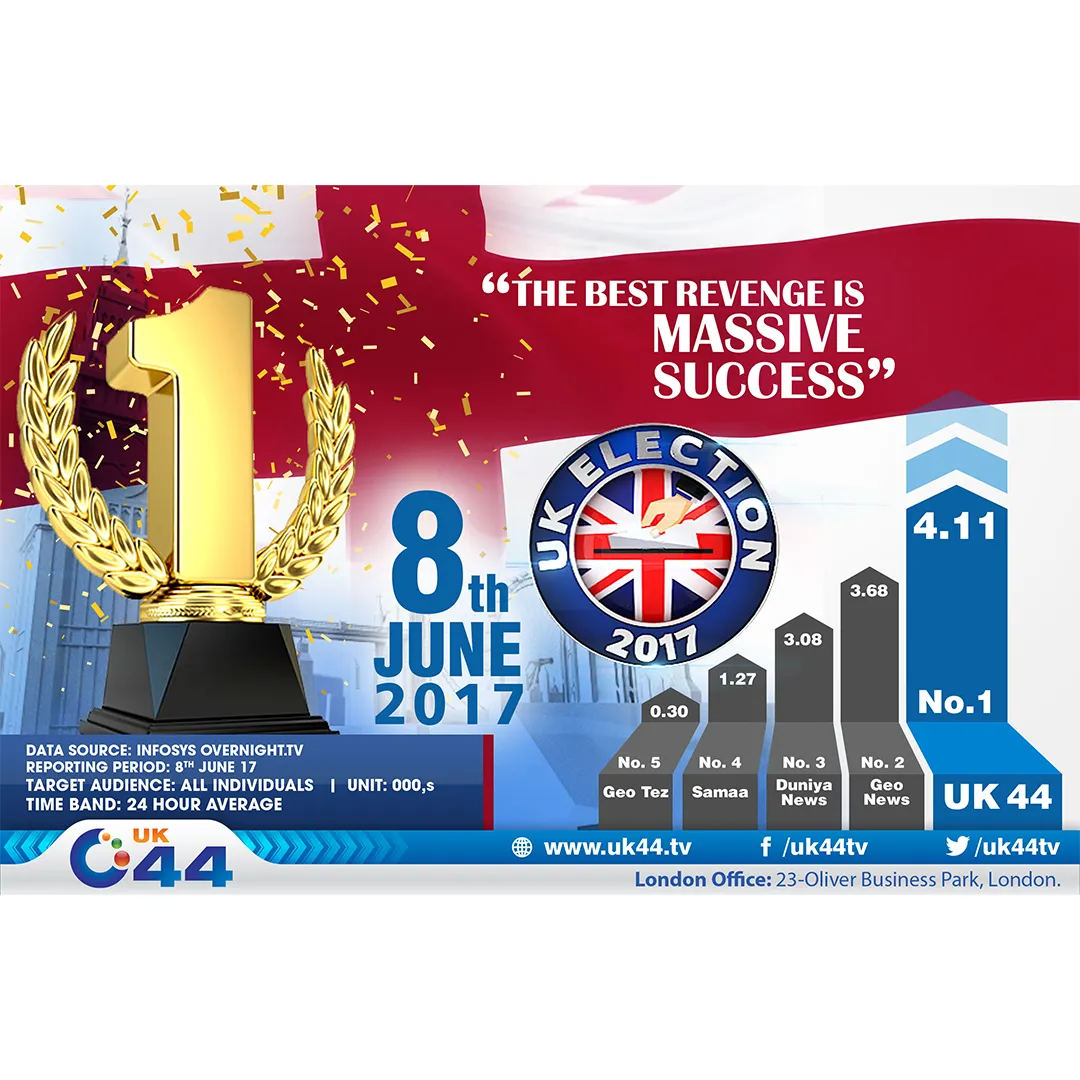 “THE BEST REVENGE IS
MASSIVE
SUCCESS”
1
8th
JUNE
2017
UK ELECTION
2017
4.11
No.1
UK 44
3.68
No. 2
Geo
News
3.08
No. 3
Duniya
News
1.27
No. 4
Samaa
0.30
No. 5
Geo Tez
DATA SOURCE: INFOSYS OVERNIGHT.TV
REPORTING PERIOD: 8TH JUNE 17
TARGET AUDIENCE: ALL INDIVIDUALS | UNIT: 000,s
TIME BAND: 24 HOUR AVERAGE
UK
44
www.uk44.tv
f /uk44tv
/uk44tv
London Office: 23-Oliver Business Park, London.